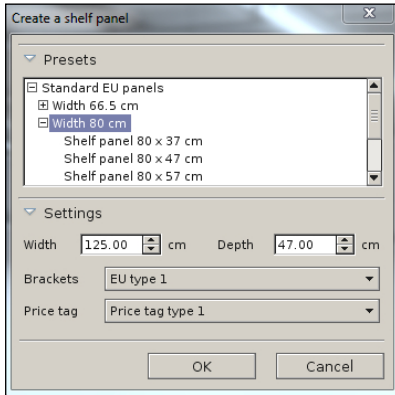 Create a shelf panel
Presets
Standard EU panels
Width 66.5 cm
Width 80 cm
Shelf panel 80 x 37 cm
Shelf panel 80 x 47 cm
Shelf panel 80 x 57 cm
Settings
Width 125.00 cm Depth 47.00 cm
Brackets EU type 1
Price tag Price tag type 1
OK Cancel